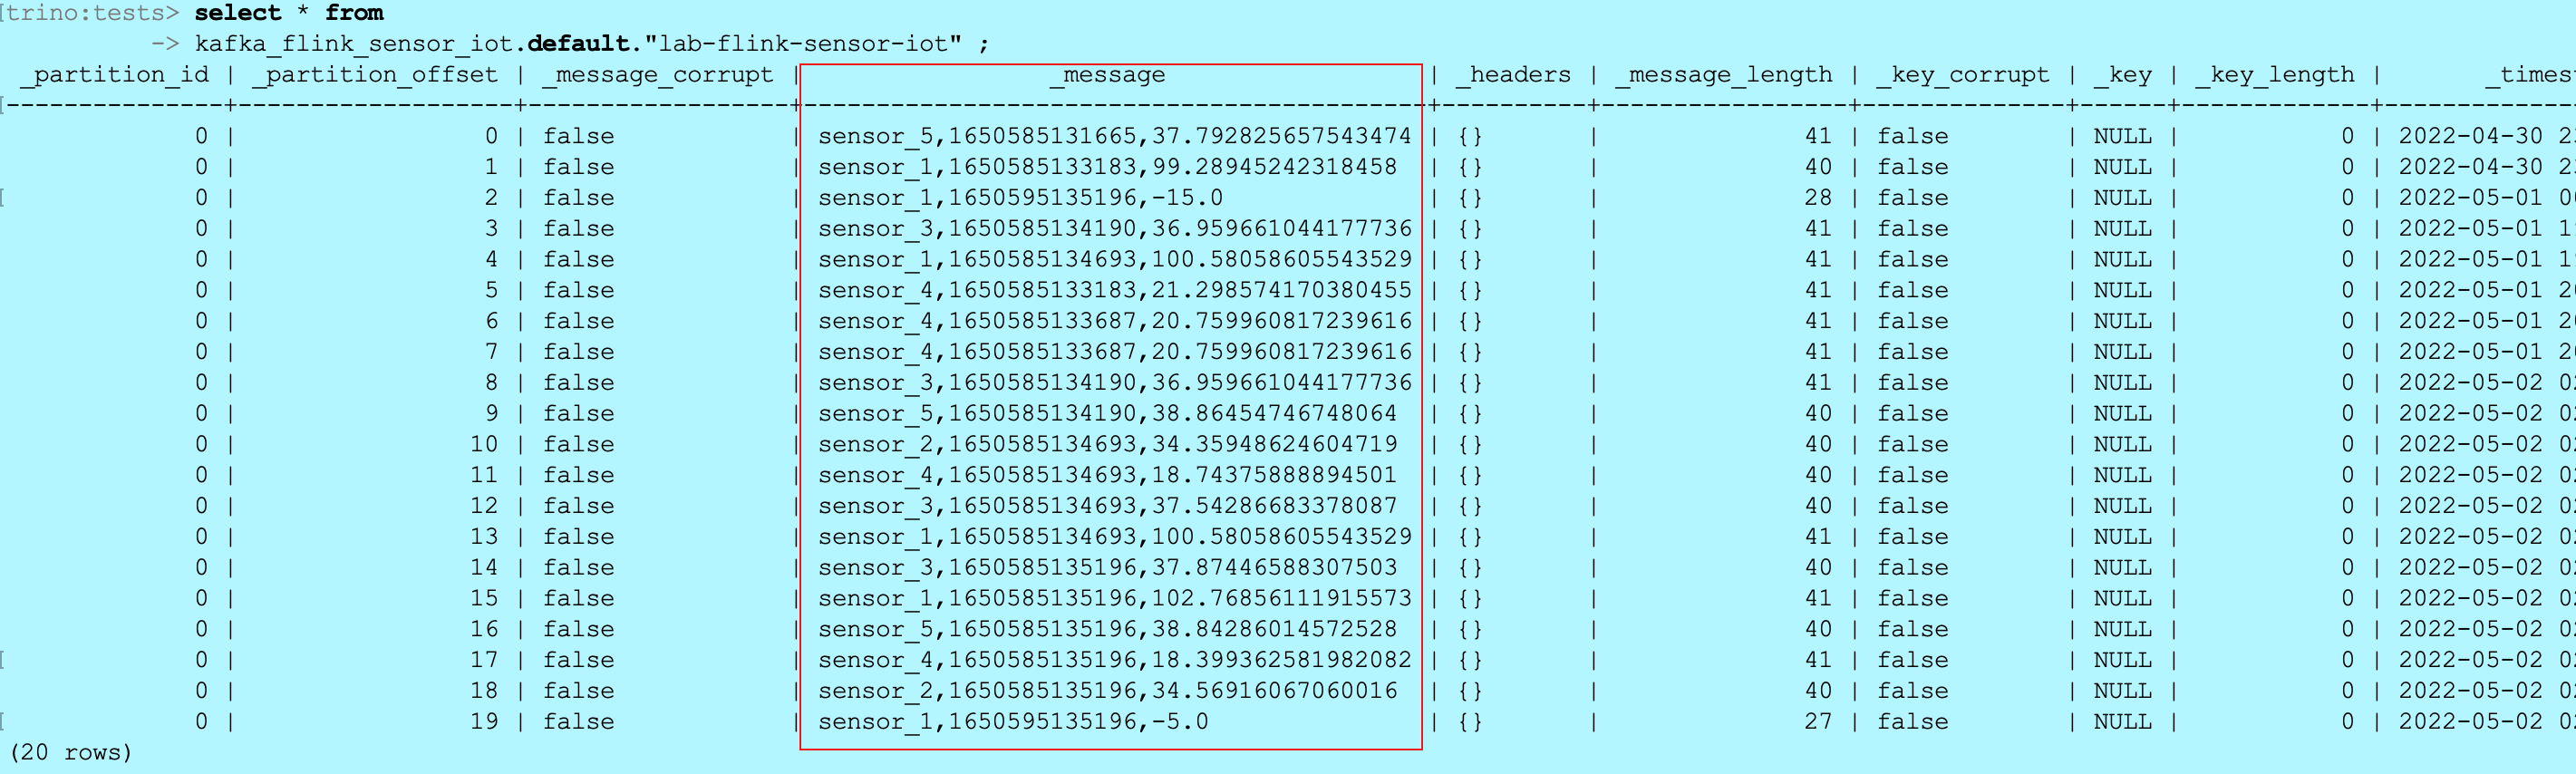 trino:tests> select * from
-> kafka_flink_sensor_iot.default."lab-flink-sensor-iot" ;
_partition_id | _partition_offset | _message_corrupt | _message | _headers | _message_length | _key_corrupt | _key | _key_length | _timest
0 | 0 | false | sensor_5,1650585131665,37.792825657543474 | {} | 41 | false | NULL | 0 | 2022-04-30 2
0 | 1 | false | sensor_1,1650585133183,99.28945242318458 | {} | 40 | false | NULL | 0 | 2022-04-30 2
0 | 2 | false | sensor_1,1650595135196,-15.0 | {} | 28 | false | NULL | 0 | 2022-05-01 0
0 | 3 | false | sensor_3,1650585134190,36.959661044177736 | {} | 41 | false | NULL | 0 | 2022-05-01 1
0 | 4 | false | sensor_1,1650585134693,100.58058605543529 | {} | 41 | false | NULL | 0 | 2022-05-01 1
0 | 5 | false | sensor_4,1650585133183,21.298574170380455 | {} | 41 | false | NULL | 0 | 2022-05-01 2
0 | 6 | false | sensor_4,1650585133687,20.759960817239616 | {} | 41 | false | NULL | 0 | 2022-05-01 2
0 | 7 | false | sensor_4,1650585133687,20.759960817239616 | {} | 41 | false | NULL | 0 | 2022-05-01 2
0 | 8 | false | sensor_3,1650585134190,36.959661044177736 | {} | 41 | false | NULL | 0 | 2022-05-02 0
0 | 9 | false | sensor_5,1650585134190,38.86454746748064 | {} | 40 | false | NULL | 0 | 2022-05-02 0
0 | 10 | false | sensor_2,1650585134693,34.35948624604719 | {} | 40 | false | NULL | 0 | 2022-05-02 0
0 | 11 | false | sensor_4,1650585134693,18.74375888894501 | {} | 40 | false | NULL | 0 | 2022-05-02 0
0 | 12 | false | sensor_3,1650585134693,37.54286683378087 | {} | 40 | false | NULL | 0 | 2022-05-02 0
0 | 13 | false | sensor_1,1650585134693,100.58058605543529 | {} | 41 | false | NULL | 0 | 2022-05-02 0
0 | 14 | false | sensor_3,1650585135196,37.87446588307503 | {} | 40 | false | NULL | 0 | 2022-05-02 0
0 | 15 | false | sensor_1,1650585135196,102.76856111915573 | {} | 41 | false | NULL | 0 | 2022-05-02 0
0 | 16 | false | sensor_5,1650585135196,38.84286014572528 | {} | 40 | false | NULL | 0 | 2022-05-02 0
0 | 17 | false | sensor_4,1650585135196,18.399362581982082 | {} | 41 | false | NULL | 0 | 2022-05-02 0
0 | 18 | false | sensor_2,1650585135196,34.56916067060016 | {} | 40 | false | NULL | 0 | 2022-05-02 0
0 | 19 | false | sensor_1,1650595135196,-5.0 | {} | 27 | false | NULL | 0 | 2022-05-02 0
(20 rows)